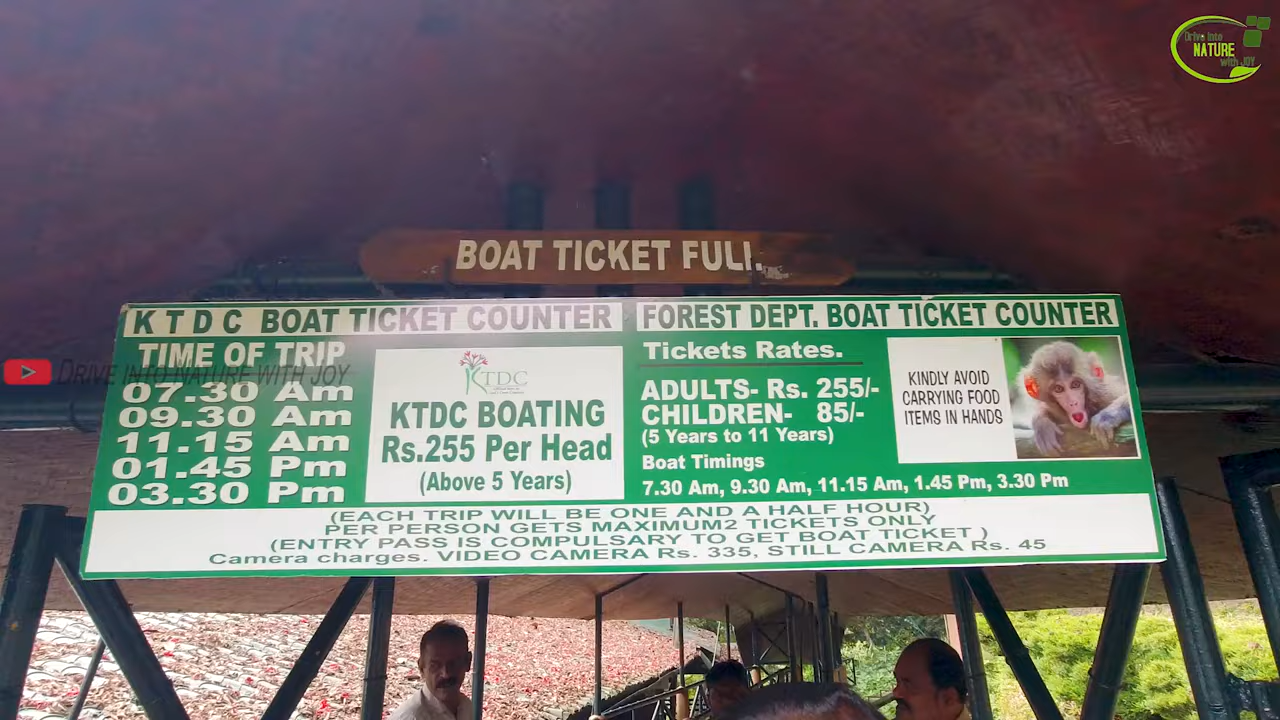 Drive into
NATURE
with JOY
BOAT TICKET FULL
K T D C BOAT TICKET COUNTER
TIME OF TRIP
07.30 Am
09.30 Am
11.15 Am
01.45 Pm
03.30 Pm
DRIVE INTO NATURE WITH JOY
KTDC
KTDC BOATING
Rs.255 Per Head
(Above 5 Years)
FOREST DEPT. BOAT TICKET COUNTER
Tickets Rates.
ADULTS- Rs. 255/-
CHILDREN- 85/-
(5 Years to 11 Years)
Boat Timings
7.30 Am, 9.30 Am, 11.15 Am, 1.45 Pm, 3.30 Pm
KINDLY AVOID
CARRYING FOOD
ITEMS IN HANDS
(EACH TRIP WILL BE ONE AND A HALF HOUR)
PER PERSON GETS MAXIMUM2 TICKETS ONLY
(ENTRY PASS IS COMPULSARY TO GET BOAT TICKET )
Camera charges. VIDEO CAMERA Rs. 335, STILL CAMERA Rs. 45